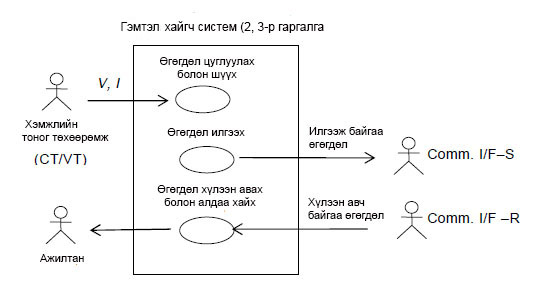 Гэмтэл хайгч систем (2, 3-р гаргалга
Өгөгдөл цуглуулах
болон шүүх
V, I
Хэмжлийн
тоног төхөөрөмж
(CT/VT)
Өгөгдөл илгээх
Илгээж байгаа
өгөгдөл
Comm. I/F–S
Өгөгдөл хүлээн авах
болон алдаа хайх
Хүлээн авч
байгаа өгөгдөл
Comm. I/F –R
Ажилтан